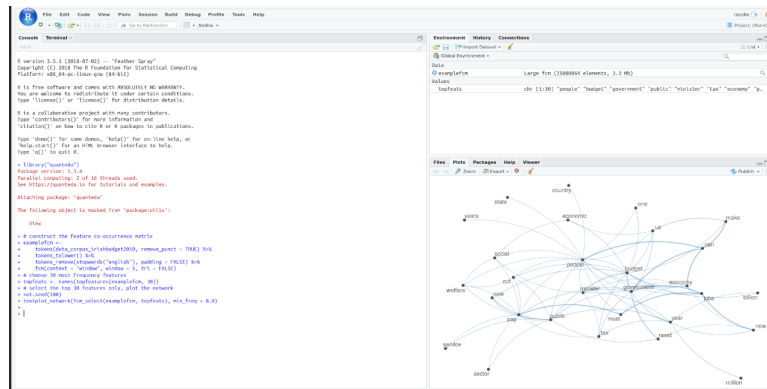 File Edit Code View Plots Session Build Debug Profile Tools Help
Go to file/function
Addins
rstudio
Project: (None)
Console Terminal
R version 3.5.1 (2018-07-02) -- "Feather Spray"
Copyright (C) 2018 The R Foundation for Statistical Computing
Platform: x86_64-pc-linux-gnu (64-bit)
R is free software and comes with ABSOLUTELY NO WARRANTY.
You are welcome to redistribute it under certain conditions.
Type 'license()' or 'licence()' for distribution details.
R is a collaborative project with many contributors.
Type 'contributors()' for more information and
'citation()' on how to cite R or R packages in publications.
Type 'demo()' for some demos, 'help()' for on-line help, or
'help.start()' for an HTML browser interface to help.
Type 'q()' to quit R.
> library("quanteda")
Package version: 1.3.4
Parallel computing: 2 of 16 threads used.
See https://quanteda.io for tutorials and examples.
Attaching package: 'quanteda'
The following object is masked from 'package:utils':
View
> # construct the feature co-occurrence matrix
> examplefcm <-
+ tokens(data_corpus_irishbudget2010, remove_punct = TRUE) %>%
+ tokens_tolower() %>%
+ tokens_remove(stopwords("english"), padding = FALSE) %>%
+ fcm(context = "window", window = 5, tri = FALSE)
> # choose 30 most frequency features
> topfeats <- names(topfeatures(examplefcm, 30))
> # select the top 30 features only, plot the network
> set.seed(100)
> textplot_network(fcm_select(examplefcm, topfeats), min_freq = 0.8)
>
> |
Environment History Connections
Import Dataset
List
Global Environment
Data
examplefcm Large fcm (25800064 elements, 3.3 Mb)
Values
topfeats chr [1:30] "people" "budget" "government" "public" "minister" "tax" "economy" "p…
Files Plots Packages Help Viewer
Zoom Export Publish
country
state
one
years
economic
make
us
can
social
people
budget
cut
welfare
minister
government
economy
new
jobs
billion
pay
public
must
year
now
tax
need
service
sector
million